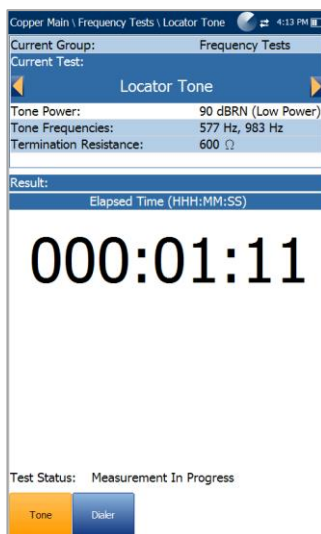 Copper Main \ Frequency Tests \ Locator Tone 4:13 PM
Current Group: Frequency Tests
Current Test:
Locator Tone
Tone Power: 90 dBRN (Low Power)
Tone Frequencies: 577 Hz, 983 Hz
Termination Resistance: 600 Ω
Result:
Elapsed Time (HHH:MM:SS)
000:01:11
Test Status: Measurement In Progress
Tone Dialer